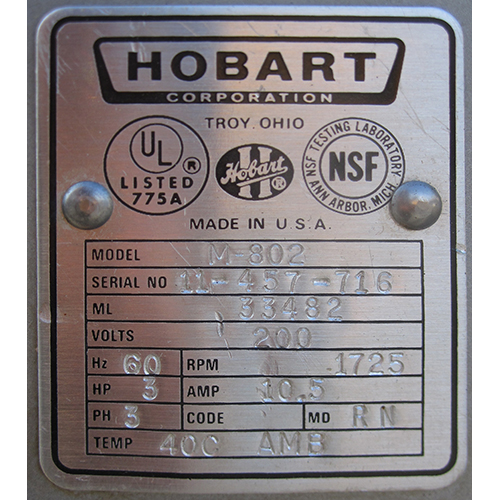 HOBART
CORPORATION
TROY, OHIO
UL ® LISTED 775A
H Hobart ®
NSF TESTING LABORATORY NSF ANN ARBOR, MICH.
MADE IN U.S.A.
MODEL M-802
SERIAL NO 11-457-716
ML 33482
VOLTS 200
Hz 60 RPM 1725
HP 3 AMP 10.5
PH 3 CODE MD RN
TEMP 40C AMB